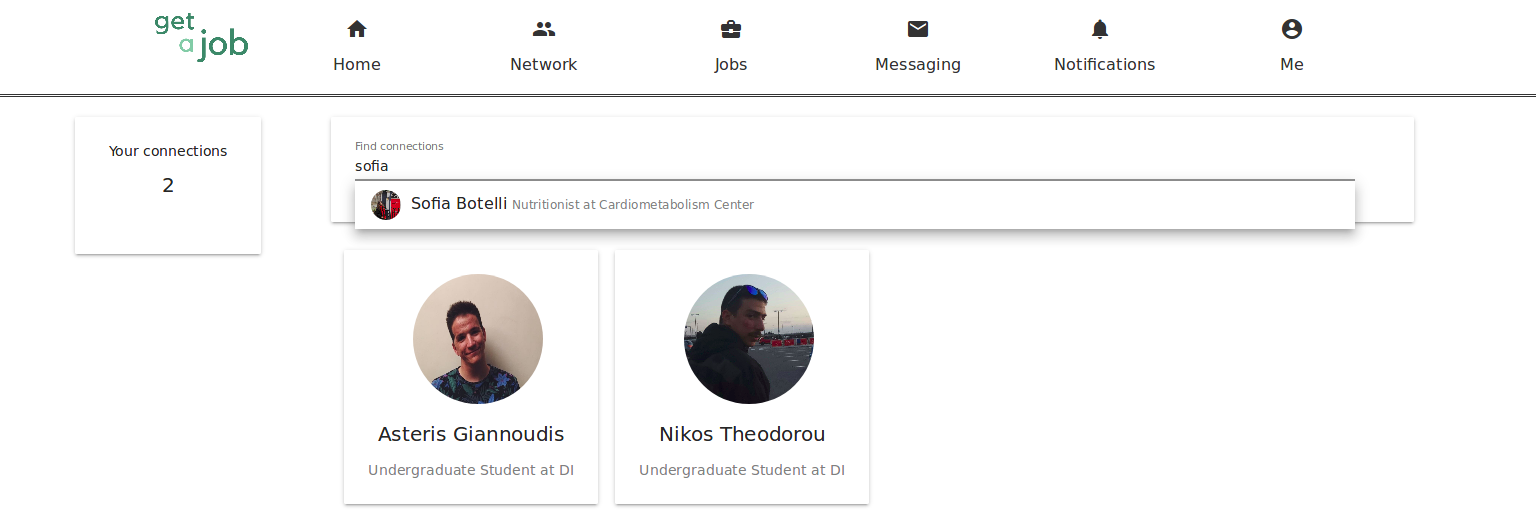 get
a job
Home Network Jobs Messaging Notifications Me
Your connections
2
Find connections
sofia
Sofia Botelli Nutritionist at Cardiometabolism Center
Asteris Giannoudis
Undergraduate Student at DI
Nikos Theodorou
Undergraduate Student at DI